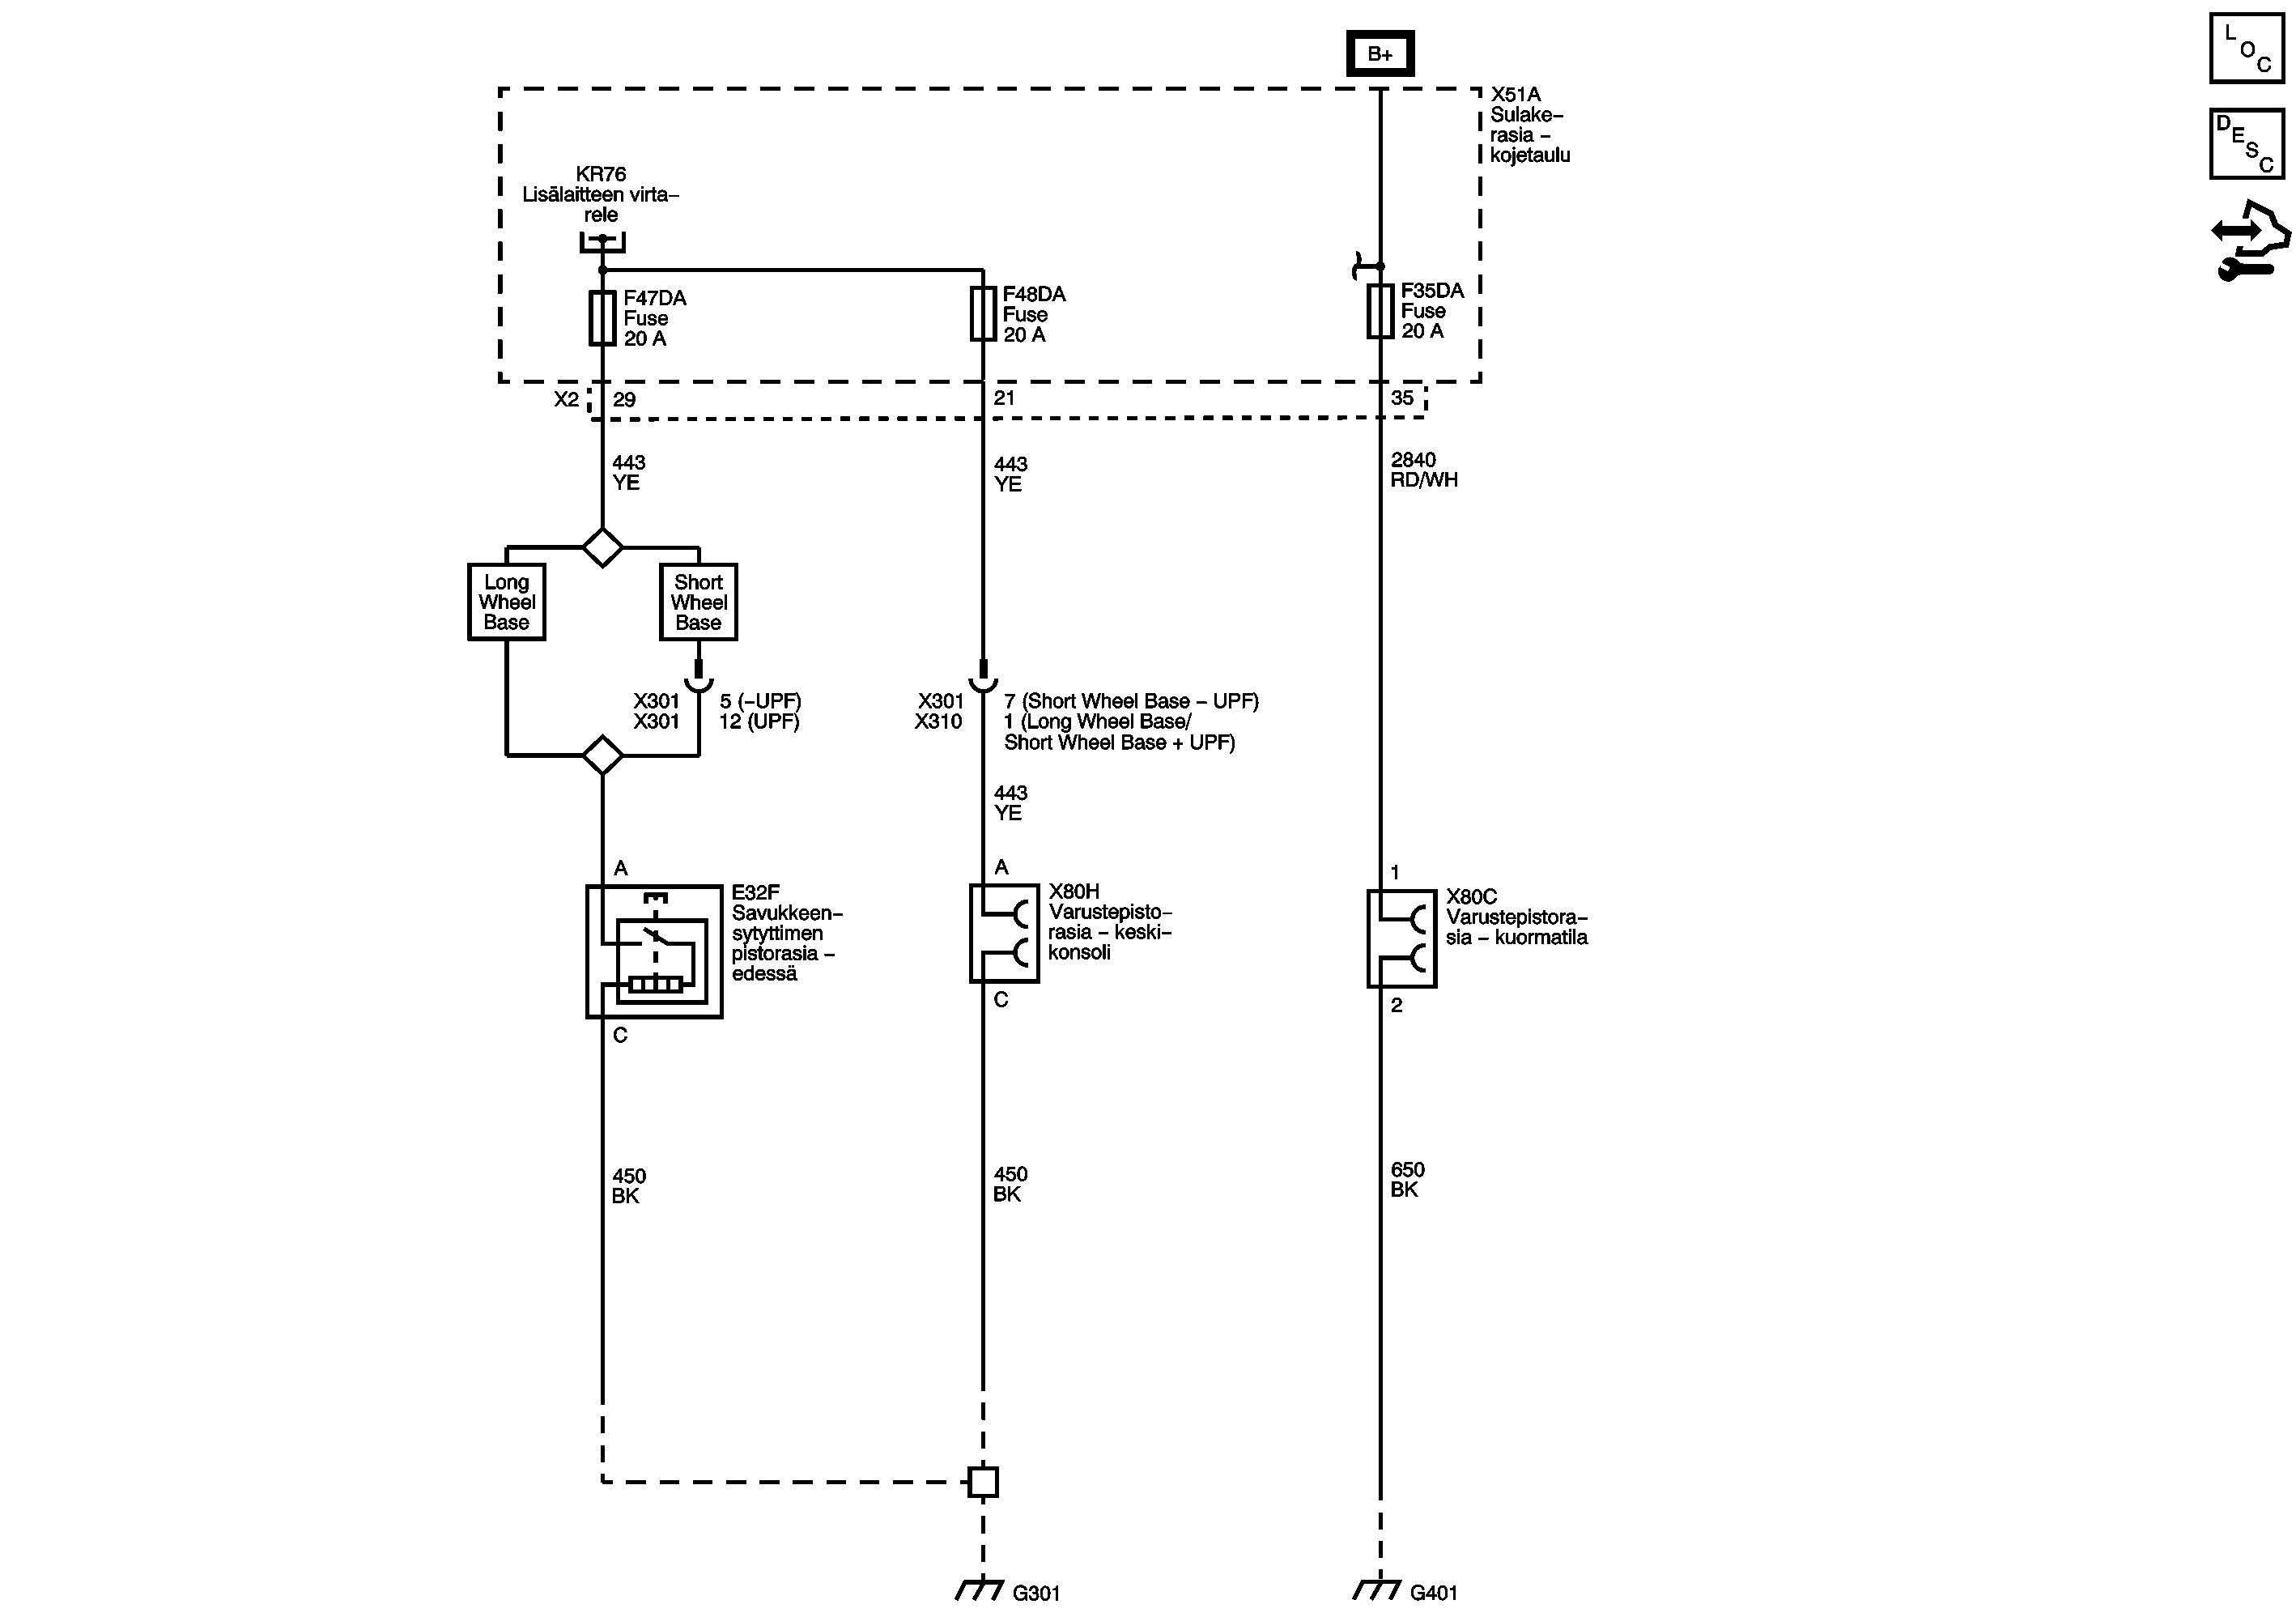 B+
L
O
C
D
E
S
C
X51A
Sulake–
rasia –
kojetaulu
KR76
Lisälaitteen virta–
rele
F47DA
Fuse
20 A
F48DA
Fuse
20 A
F35DA
Fuse
20 A
X2
29
21
35
443
YE
443
YE
2840
RD/WH
Long
Wheel
Base
Short
Wheel
Base
X301
5 (–UPF)
X301
12 (UPF)
X301
7 (Short Wheel Base – UPF)
X310
1 (Long Wheel Base/
Short Wheel Base + UPF)
443
YE
A
E32F
Savukkeen–
sytyttimen
pistorasia –
edessä
C
A
X80H
Varustepisto–
rasia – keski–
konsoli
C
1
X80C
Varustepistora–
sia – kuormatila
2
450
BK
450
BK
650
BK
G301
G401